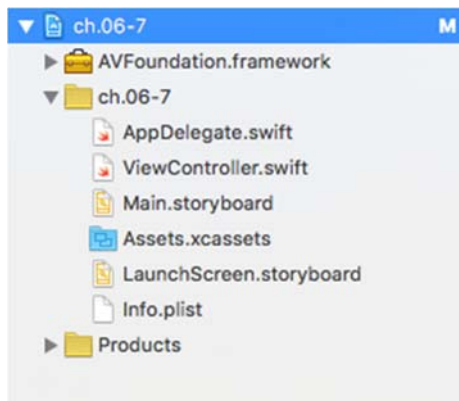 ch.06-7 M
AVFoundation.framework
ch.06-7
AppDelegate.swift
ViewController.swift
Main.storyboard
Assets.xcassets
LaunchScreen.storyboard
Info.plist
Products